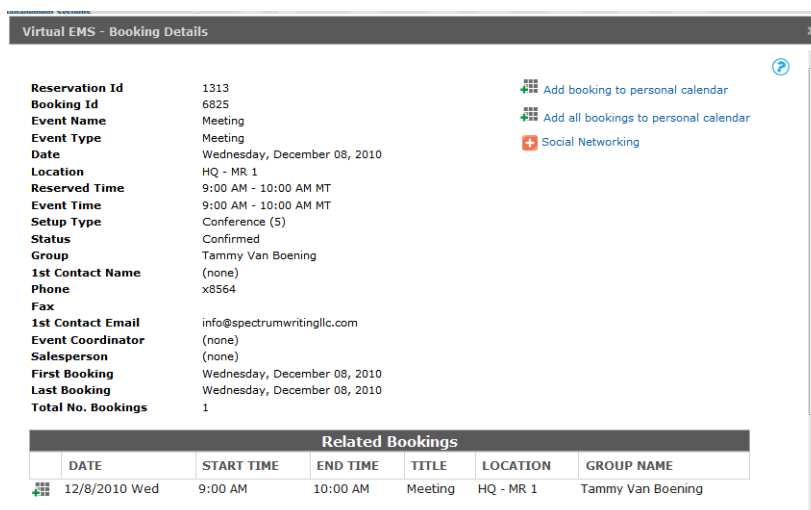 Virtual EMS - Booking Details
Reservation Id 1313
Add booking to personal calendar
Booking Id 6825
Event Name Meeting
Add all bookings to personal calendar
Event Type Meeting
Social Networking
Date Wednesday, December 08, 2010
Location HQ - MR 1
Reserved Time 9:00 AM - 10:00 AM MT
Event Time 9:00 AM - 10:00 AM MT
Setup Type Conference (5)
Status Confirmed
Group Tammy Van Boening
1st Contact Name (none)
Phone x8564
Fax
1st Contact Email info@spectrumwritingllc.com
Event Coordinator (none)
Salesperson (none)
First Booking Wednesday, December 08, 2010
Last Booking Wednesday, December 08, 2010
Total No. Bookings 1
Related Bookings
DATE START TIME END TIME TITLE LOCATION GROUP NAME
12/8/2010 Wed 9:00 AM 10:00 AM Meeting HQ - MR 1 Tammy Van Boening